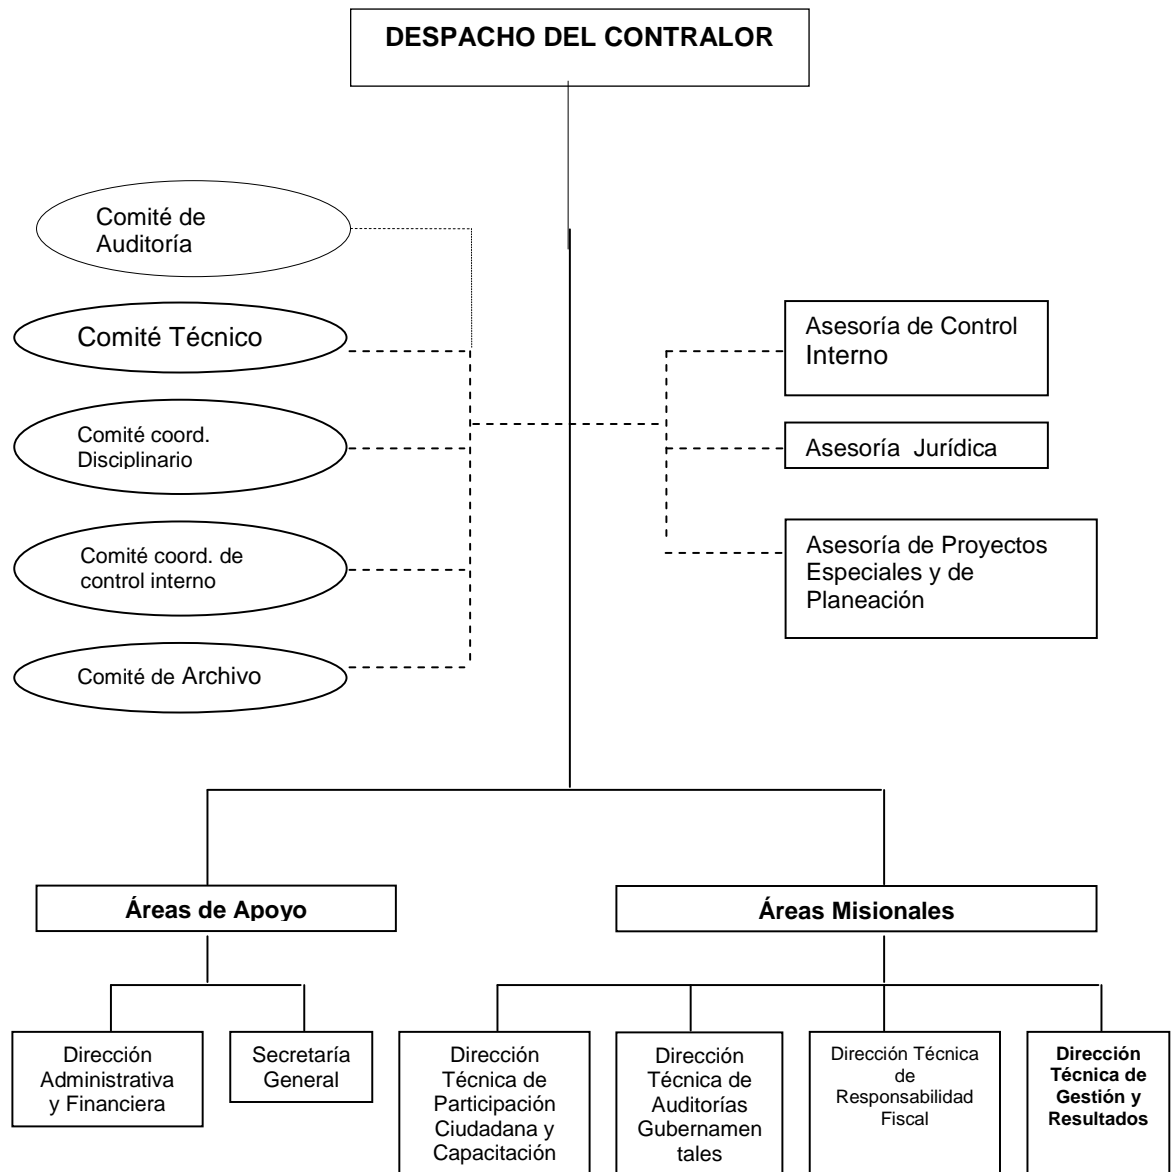 DESPACHO DEL CONTRALOR
Comité de
Auditoría
Comité Técnico
Comité coord.
Disciplinario
Comité coord. de
control interno
Comité de Archivo
Asesoría de Control
Interno
Asesoría Jurídica
Asesoría de Proyectos
Especiales y de
Planeación
Áreas de Apoyo
Áreas Misionales
Dirección
Administrativa
y Financiera
Secretaría
General
Dirección
Técnica de
Participación
Ciudadana y
Capacitación
Dirección
Técnica de
Auditorías
Gubernamen
tales
Dirección Técnica
de
Responsabilidad
Fiscal
Dirección
Técnica de
Gestión y
Resultados